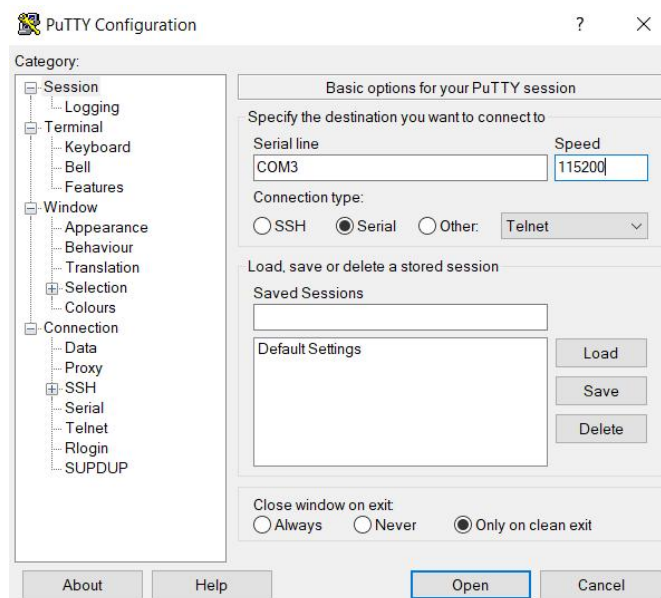 PuTTY Configuration
?
Category:
Session
Logging
Terminal
Keyboard
Bell
Features
Window
Appearance
Behaviour
Translation
Selection
Colours
Connection
Data
Proxy
SSH
Serial
Telnet
Rlogin
SUPDUP
Basic options for your PuTTY session
Specify the destination you want to connect to
Serial line Speed
COM3 115200
Connection type:
SSH Serial Other: Telnet
Load, save or delete a stored session
Saved Sessions
Default Settings
Load
Save
Delete
Close window on exit:
Always Never Only on clean exit
About Help Open Cancel